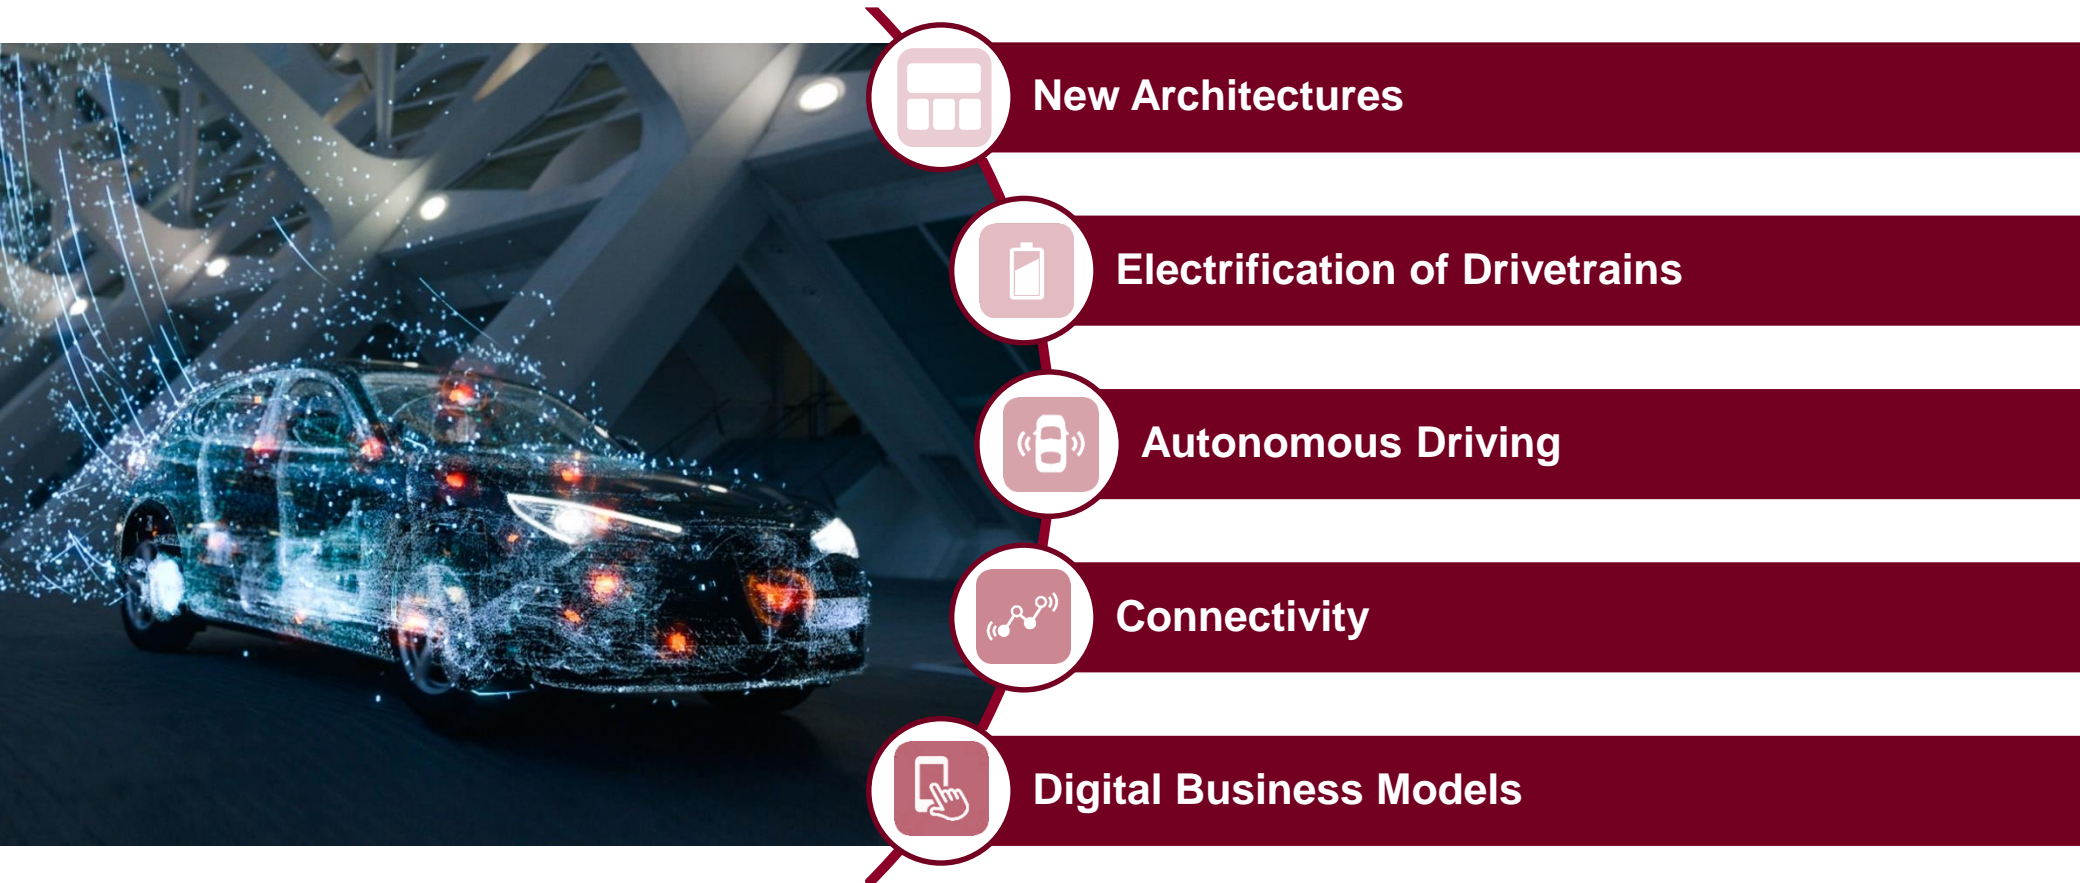 New Architectures
Electrification of Drivetrains
Autonomous Driving
Connectivity
Digital Business Models